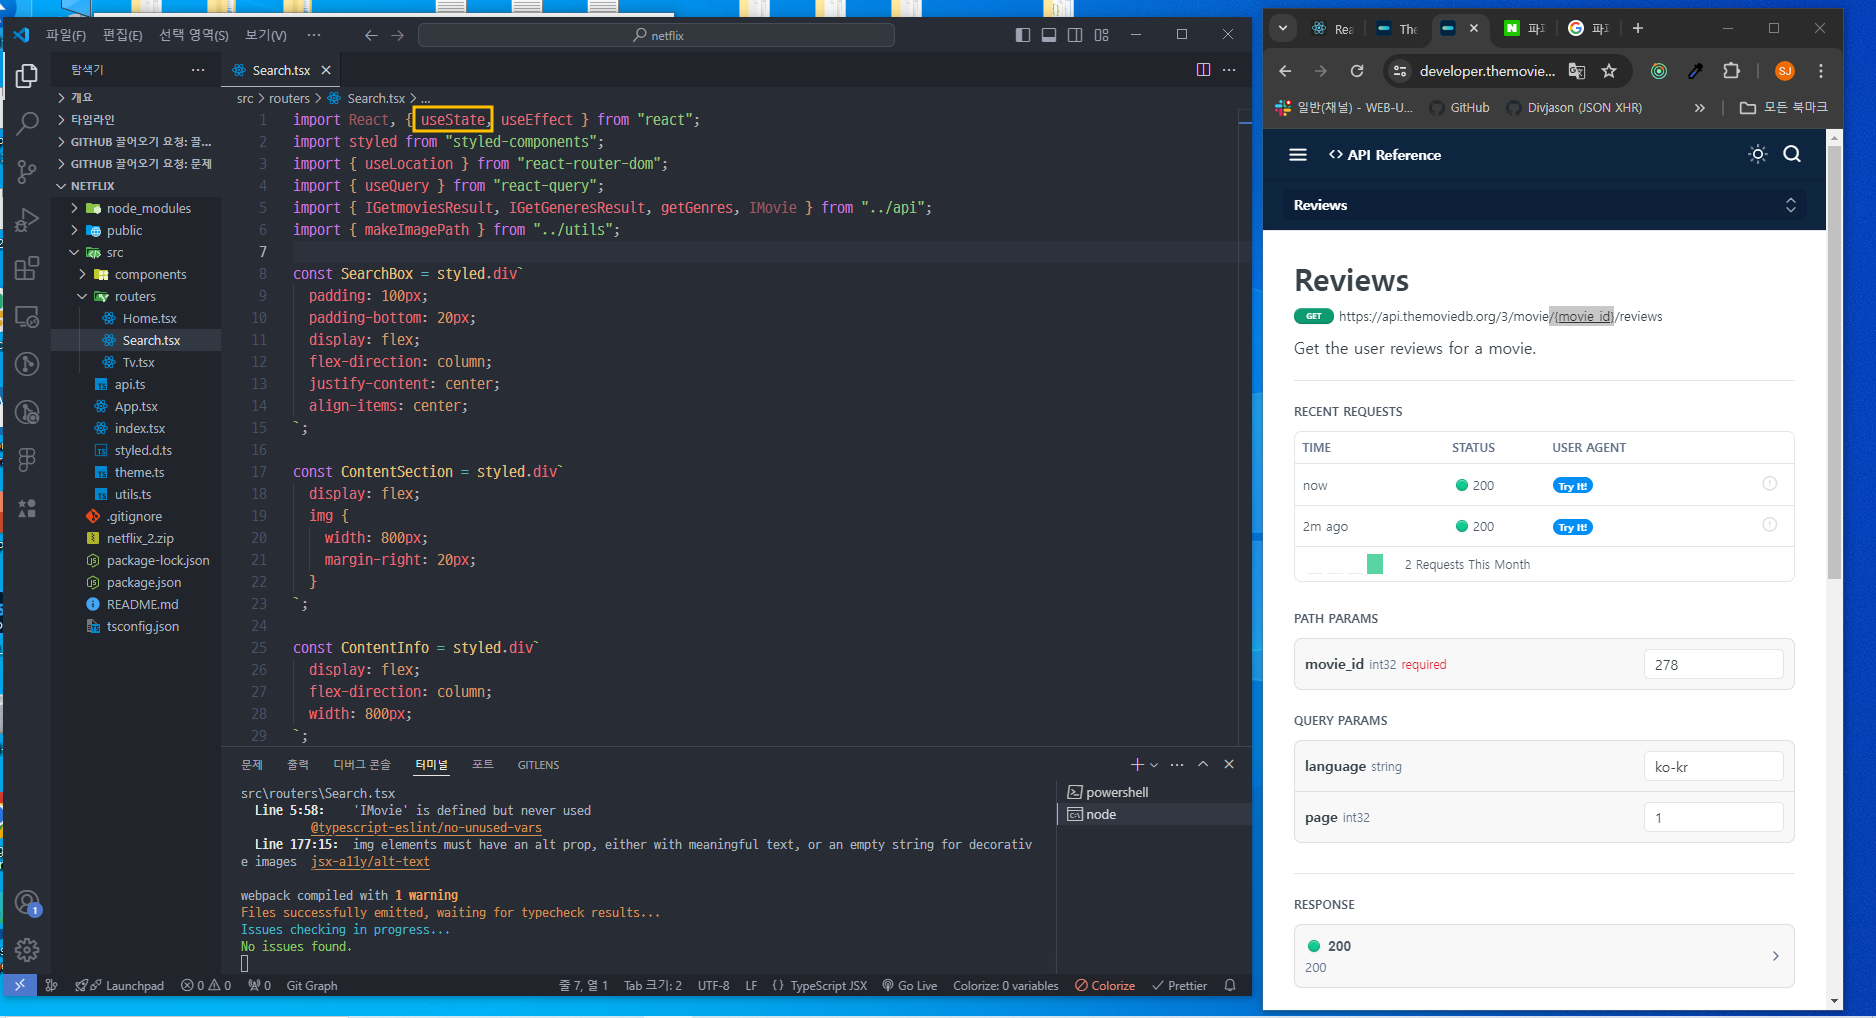 파일(F) 편집(E) 선택 영역(S) 보기(V) ··· netflix
탐색기 ···
Search.tsx
개요
타임라인
GITHUB 끌어오기 요청: 끌...
GITHUB 끌어오기 요청: 문제
NETFLIX
node_modules
public
src
components
routers
Home.tsx
Search.tsx
Tv.tsx
api.ts
App.tsx
index.tsx
styled.d.ts
theme.ts
utils.ts
.gitignore
netflix_2.zip
package-lock.json
package.json
README.md
tsconfig.json
src > routers > Search.tsx > ...
1 import React, { useState, useEffect } from "react";
2 import styled from "styled-components";
3 import { useLocation } from "react-router-dom";
4 import { useQuery } from "react-query";
5 import { IGetmoviesResult, IGetGeneresResult, getGenres, IMovie } from "../api";
6 import { makeImagePath } from "../utils";
7
8 const SearchBox = styled.div`
9 padding: 100px;
10 padding-bottom: 20px;
11 display: flex;
12 flex-direction: column;
13 justify-content: center;
14 align-items: center;
15 `;
16
17 const ContentSection = styled.div`
18 display: flex;
19 img {
20 width: 800px;
21 margin-right: 20px;
22 }
23 `;
24
25 const ContentInfo = styled.div`
26 display: flex;
27 flex-direction: column;
28 width: 800px;
29 `;
문제 출력 디버그 콘솔 터미널 포트 GITLENS
src\routers\Search.tsx
Line 5:58: 'IMovie' is defined but never used
@typescript-eslint/no-unused-vars
Line 177:15: img elements must have an alt prop, either with meaningful text, or an empty string for decorativ
e images jsx-a11y/alt-text
webpack compiled with 1 warning
Files successfully emitted, waiting for typecheck results...
Issues checking in progress...
No issues found.
powershell
node
1
Launchpad 0 0 0 Git Graph 줄 7, 열 1 Tab 크기: 2 UTF-8 LF {} TypeScript JSX Go Live Colorize: 0 variables Colorize Prettier
Rea The N 파 G 파
developer.themovie... SJ
일반(채널) - WEB-U... GitHub Divjason (JSON XHR) » 모든 북마크
<> API Reference
Reviews
Reviews
GET https://api.themoviedb.org/3/movie/{movie_id}/reviews
Get the user reviews for a movie.
RECENT REQUESTS
TIME STATUS USER AGENT
now 200 Try It!
2m ago 200 Try It!
2 Requests This Month
PATH PARAMS
movie_id int32 required 278
QUERY PARAMS
language string ko-kr
page int32 1
RESPONSE
200
200